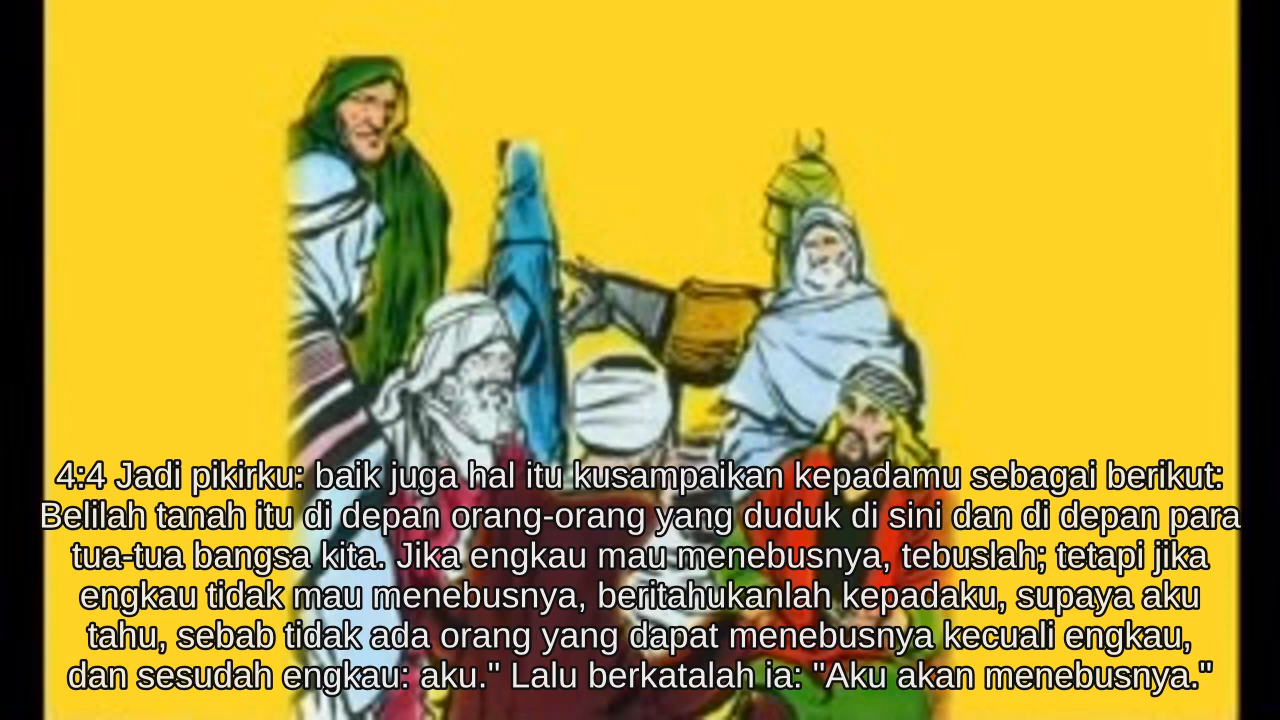 4:4 Jadi pikirku: baik juga hal itu kusampaikan kepadamu sebagai berikut:
Belilah tanah itu di depan orang-orang yang duduk di sini dan di depan para
tua-tua bangsa kita. Jika engkau mau menebusnya, tebuslah; tetapi jika
engkau tidak mau menebusnya, beritahukanlah kepadaku, supaya aku
tahu, sebab tidak ada orang yang dapat menebusnya kecuali engkau,
dan sesudah engkau: aku." Lalu berkatalah ia: "Aku akan menebusnya."